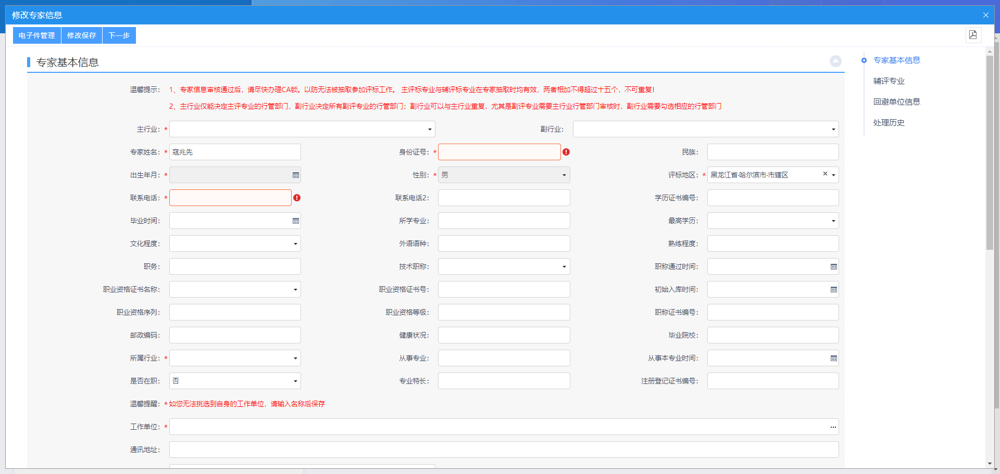 修改专家信息
电子件管理 修改保存 下一步
专家基本信息
专家基本信息
辅评专业
回避单位信息
处理历史
温馨提示： 1、专家信息审核通过后，请尽快办理CA锁。以防无法被抽取参加评标工作。 主评标专业与辅评标专业在专家抽取时均有效，两者相加不得超过十五个，不可重复！
2、主行业仅能决定主评专业的行管部门，副行业决定所有副评专业的行管部门；副行业可以与主行业重复，尤其是副评专业需要主行业行管部门审核时，副行业需要勾选相应的行管部门
主行业： * 副行业：
专家姓名： * 寇兆先 身份证号： * 民族：
出生年月： * 性别： * 男 评标地区： * 黑龙江省·哈尔滨市·市辖区
联系电话： * 联系电话2： 学历证书编号：
毕业时间： 所学专业： 最高学历：
文化程度： 外语语种： 熟练程度：
职务： 技术职称： 职称通过时间：
职业资格证书名称： 职业资格证书号： 初始入库时间：
职业资格序列： 职业资格等级： 职称证书编号：
邮政编码： 健康状况： 毕业院校：
所属行业： * 从事专业： 从事本专业时间：
是否在职： 否 专业特长： 注册登记证书编号：
温馨提醒： * 如您无法挑选到自身的工作单位，请输入名称后保存
工作单位： *
通讯地址：